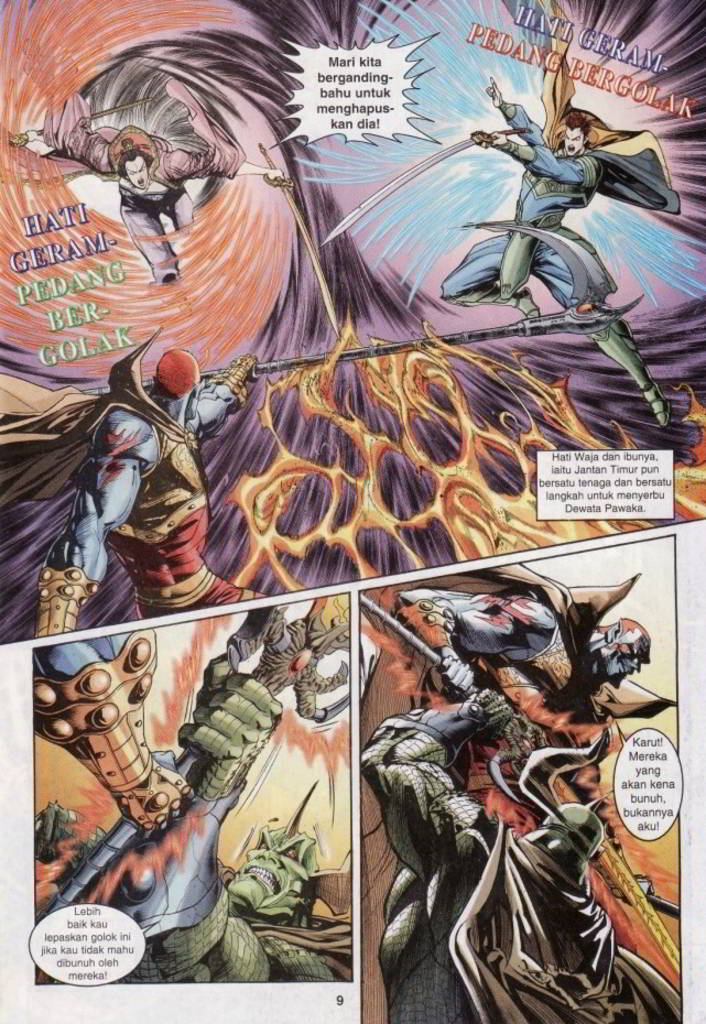 HATI GERAM-
PEDANG BERGOLAK
Mari kita
berganding-
bahu untuk
menghapus-
kan dia!
HATI
GERAM-
PEDANG
BER-
GOLAK
Hati Waja dan ibunya,
iaitu Jantan Timur pun
bersatu tenaga dan bersatu
langkah untuk menyerbu
Dewata Pawaka.
Lebih
baik kau
lepaskan golok ini
jika kau tidak mahu
dibunuh oleh
mereka!
Karut!
Mereka
yang
akan kena
bunuh,
bukannya
aku!
9